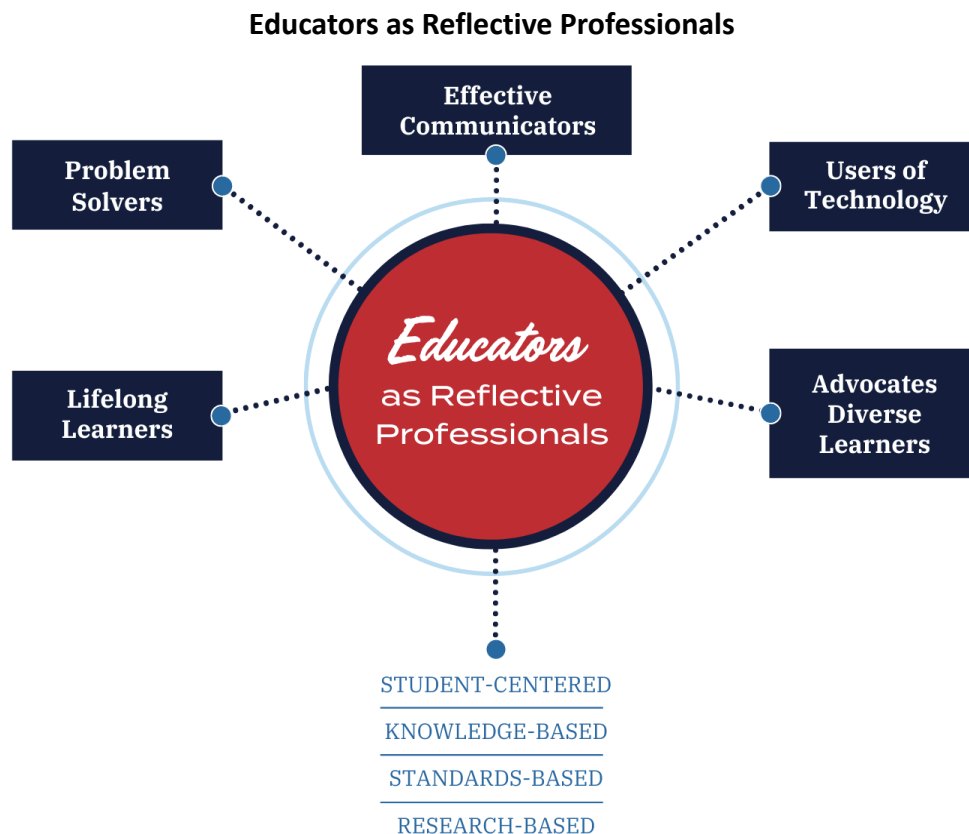 Educators as Reflective Professionals
Effective
Communicators
Problem
Solvers
Users of
Technology
Educators
as Reflective
Professionals
Lifelong
Learners
Advocates
Diverse
Learners
STUDENT-CENTERED
KNOWLEDGE-BASED
STANDARDS-BASED
RESEARCH-BASED